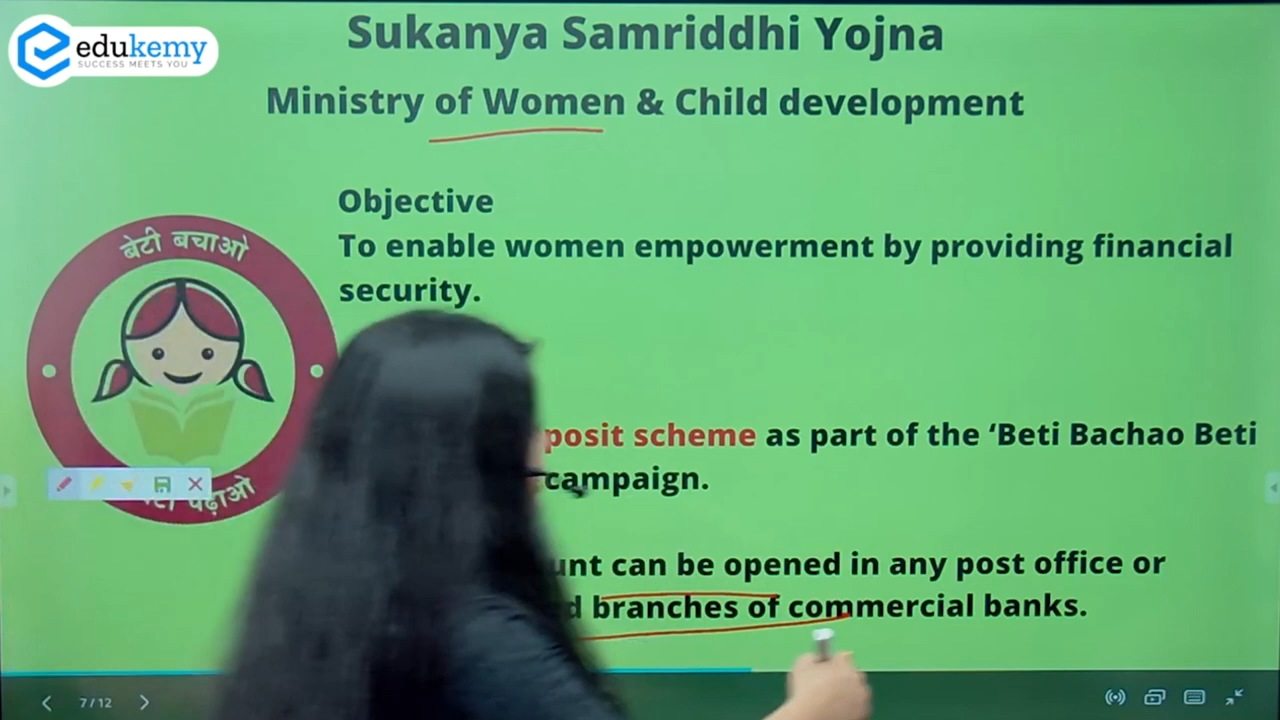 edukemy
SUCCESS MEETS YOU
Sukanya Samriddhi Yojna
Ministry of Women & Child development
Objective
To enable women empowerment by providing financial
security.
बेटी बचाओ
posit scheme as part of the ‘Beti Bachao Beti
campaign.
पढ़ाओ
unt can be opened in any post office or
d branches of commercial banks.
7/12